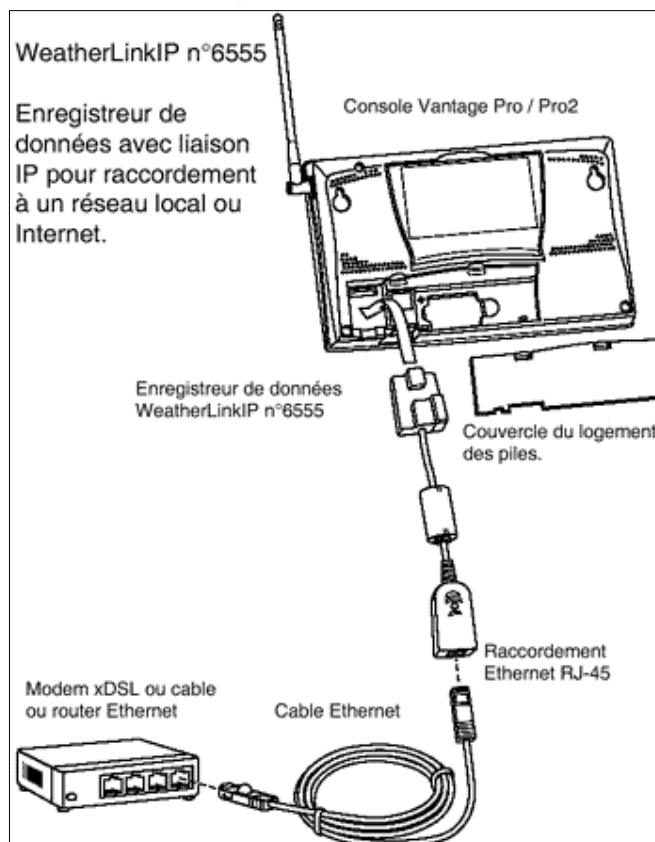 WeatherLinkIP n°6555
Enregistreur de
données avec liaison
IP pour raccordement
à un réseau local ou
Internet.
Console Vantage Pro / Pro2
Enregistreur de données
WeatherLinkIP n°6555
Couvercle du logement
des piles.
Raccordement
Ethernet RJ-45
Modem xDSL ou cable
ou router Ethernet
Cable Ethernet